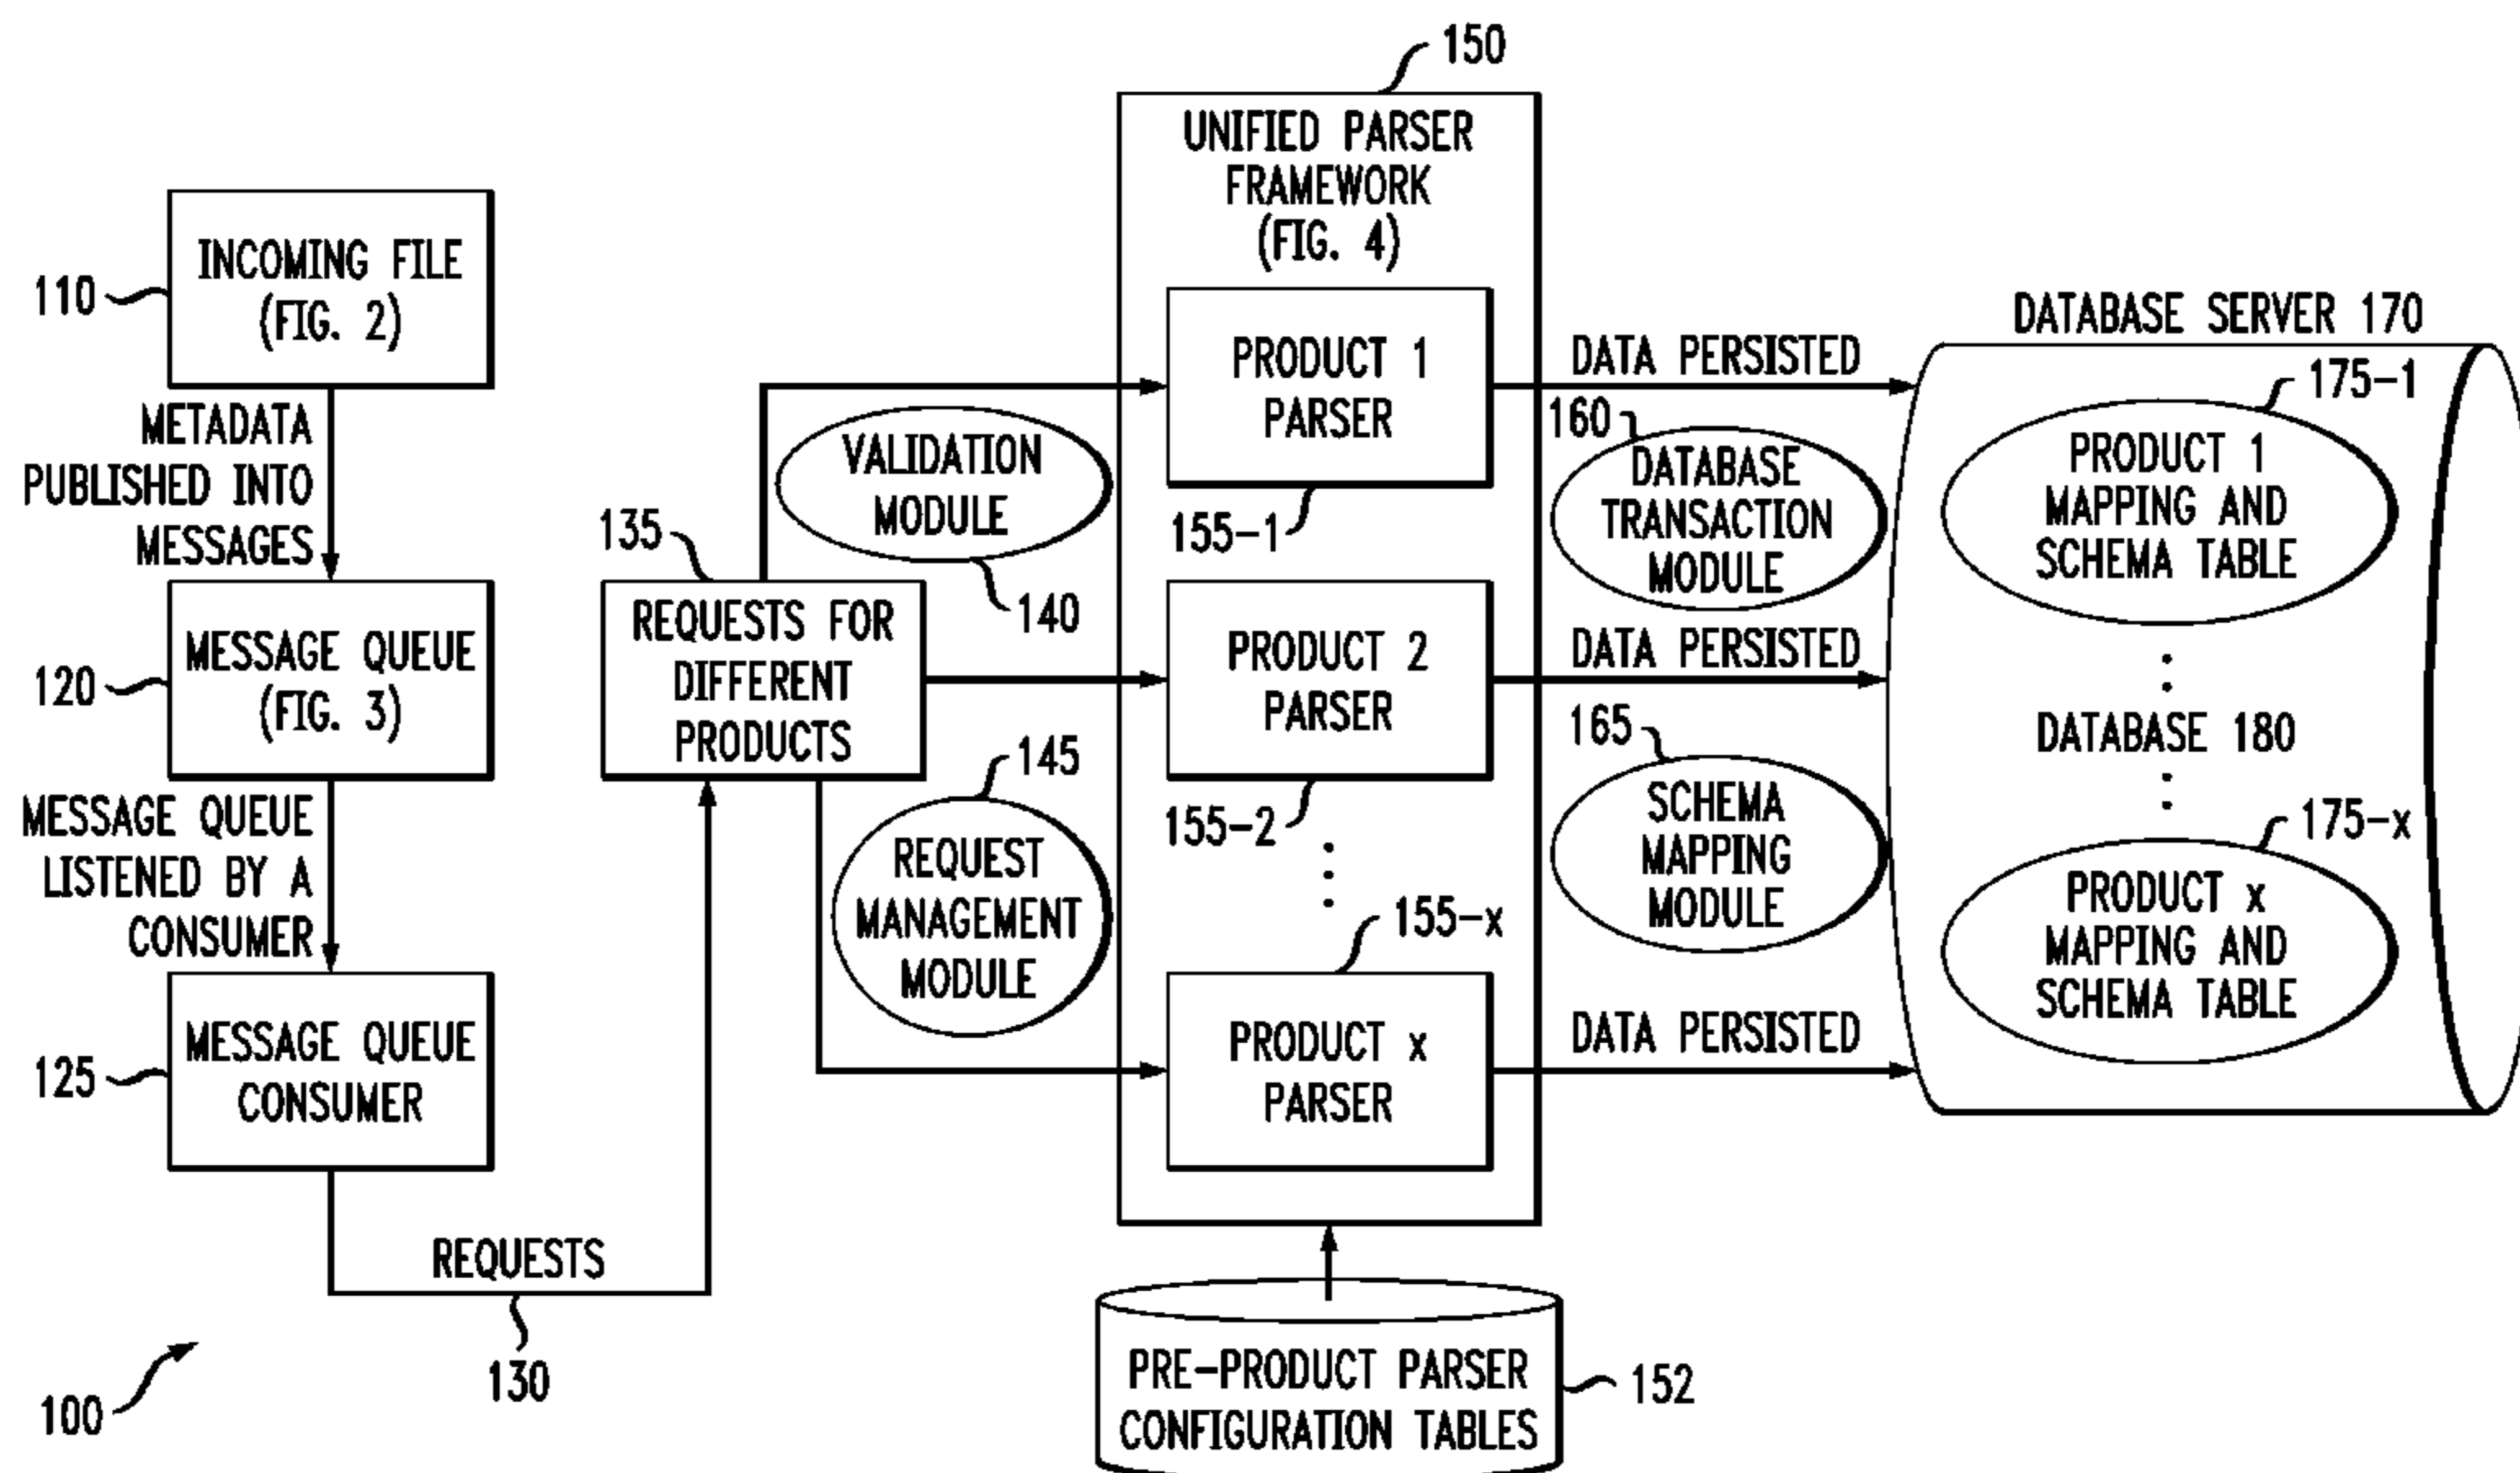 150
UNIFIED PARSER
FRAMEWORK
(FIG. 4)
110
INCOMING FILE
(FIG. 2)
METADATA
PUBLISHED INTO
MESSAGES
120
MESSAGE QUEUE
(FIG. 3)
MESSAGE QUEUE
LISTENED BY A
CONSUMER
125
MESSAGE QUEUE
CONSUMER
REQUESTS
130
100
135
REQUESTS FOR
DIFFERENT
PRODUCTS
VALIDATION
MODULE
140
145
REQUEST
MANAGEMENT
MODULE
PRODUCT 1
PARSER
155-1
PRODUCT 2
PARSER
155-2
155-x
PRODUCT x
PARSER
PRE-PRODUCT PARSER
CONFIGURATION TABLES
152
DATA PERSISTED
160
DATABASE
TRANSACTION
MODULE
DATA PERSISTED
165
SCHEMA
MAPPING
MODULE
DATA PERSISTED
DATABASE SERVER 170
175-1
PRODUCT 1
MAPPING AND
SCHEMA TABLE
DATABASE 180
175-x
PRODUCT x
MAPPING AND
SCHEMA TABLE